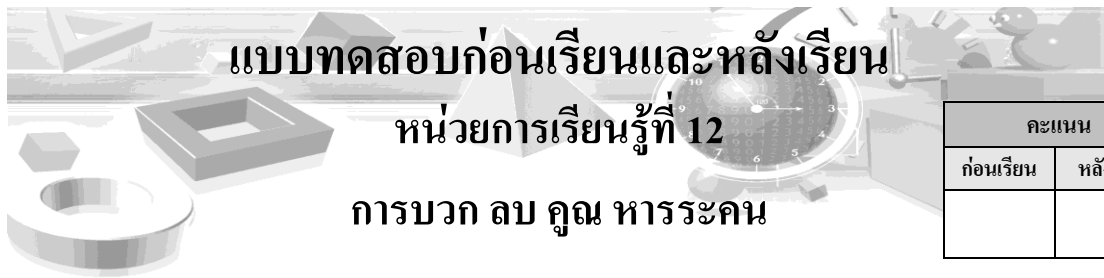 แบบทดสอบก่อนเรียนและหลังเรียน
หน่วยการเรียนรู้ที่ 12
การบวก ลบ คูณ หารระคน
คะแนน
ก่อนเรียน